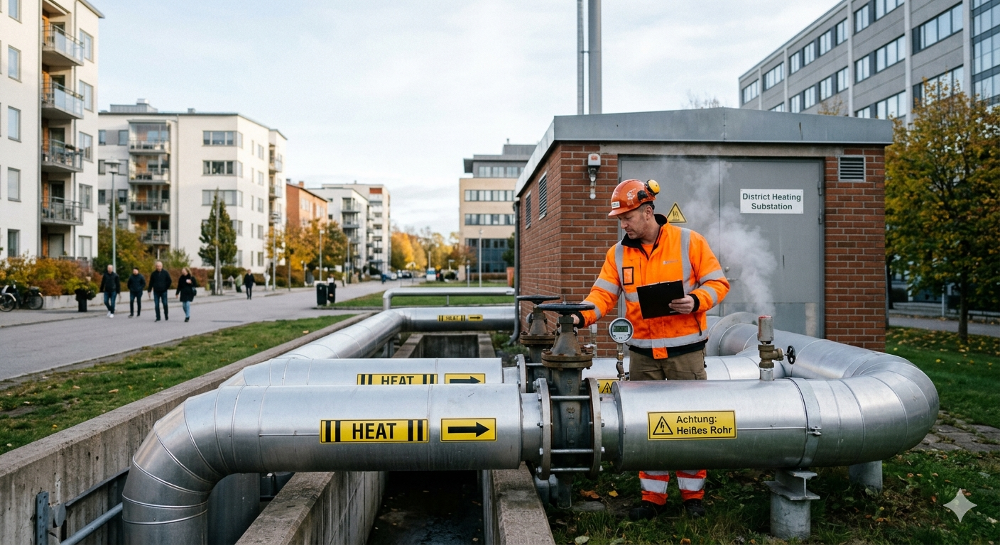 District Heating
Substation
HEAT
HEAT
HEAT
Achtung:
Heißes Rohr